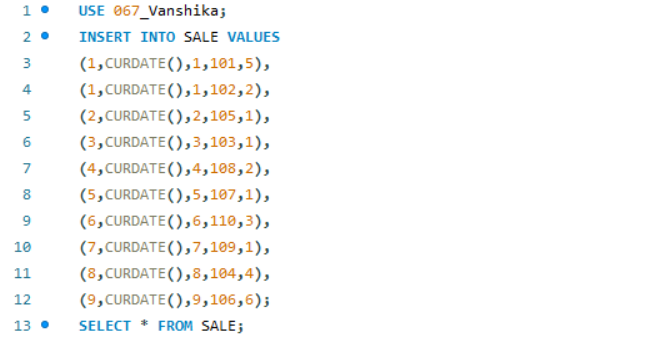 1 USE 067_Vanshika;
2 INSERT INTO SALE VALUES
3 (1,CURDATE(),1,101,5),
4 (1,CURDATE(),1,102,2),
5 (2,CURDATE(),2,105,1),
6 (3,CURDATE(),3,103,1),
7 (4,CURDATE(),4,108,2),
8 (5,CURDATE(),5,107,1),
9 (6,CURDATE(),6,110,3),
10 (7,CURDATE(),7,109,1),
11 (8,CURDATE(),8,104,4),
12 (9,CURDATE(),9,106,6);
13 SELECT * FROM SALE;